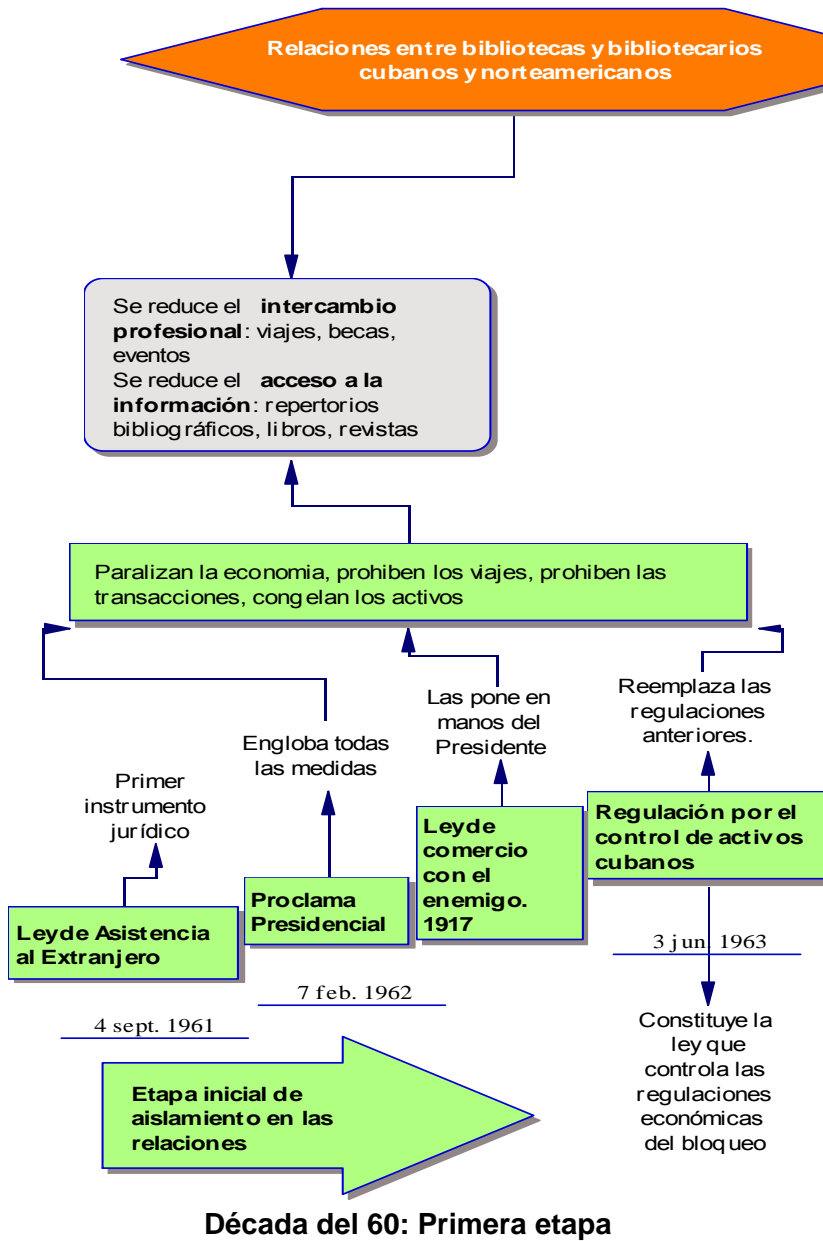 Relaciones entre bibliotecas y bibliotecarios
cubanos y norteamericanos
Se reduce el intercambio
profesional: viajes, becas,
eventos
Se reduce el acceso a la
información: repertorios
bibliográficos, libros, revistas
Paralizan la economia, prohiben los viajes, prohiben las
transacciones, congelan los activos
Primer
instrumento
jurídico
Engloba todas
las medidas
Las pone en
manos del
Presidente
Reemplaza las
regulaciones
anteriores.
Leyde Asistencia
al Extranjero
Proclama
Presidencial
Leyde
comercio
con el
enemigo.
1917
Regulación por el
control de activos
cubanos
4 sept. 1961
7 feb. 1962
3 jun. 1963
Constituye la
ley que
controla las
regulaciones
económicas
del bloqueo
Etapa inicial de
aislamiento en las
relaciones
Década del 60: Primera etapa